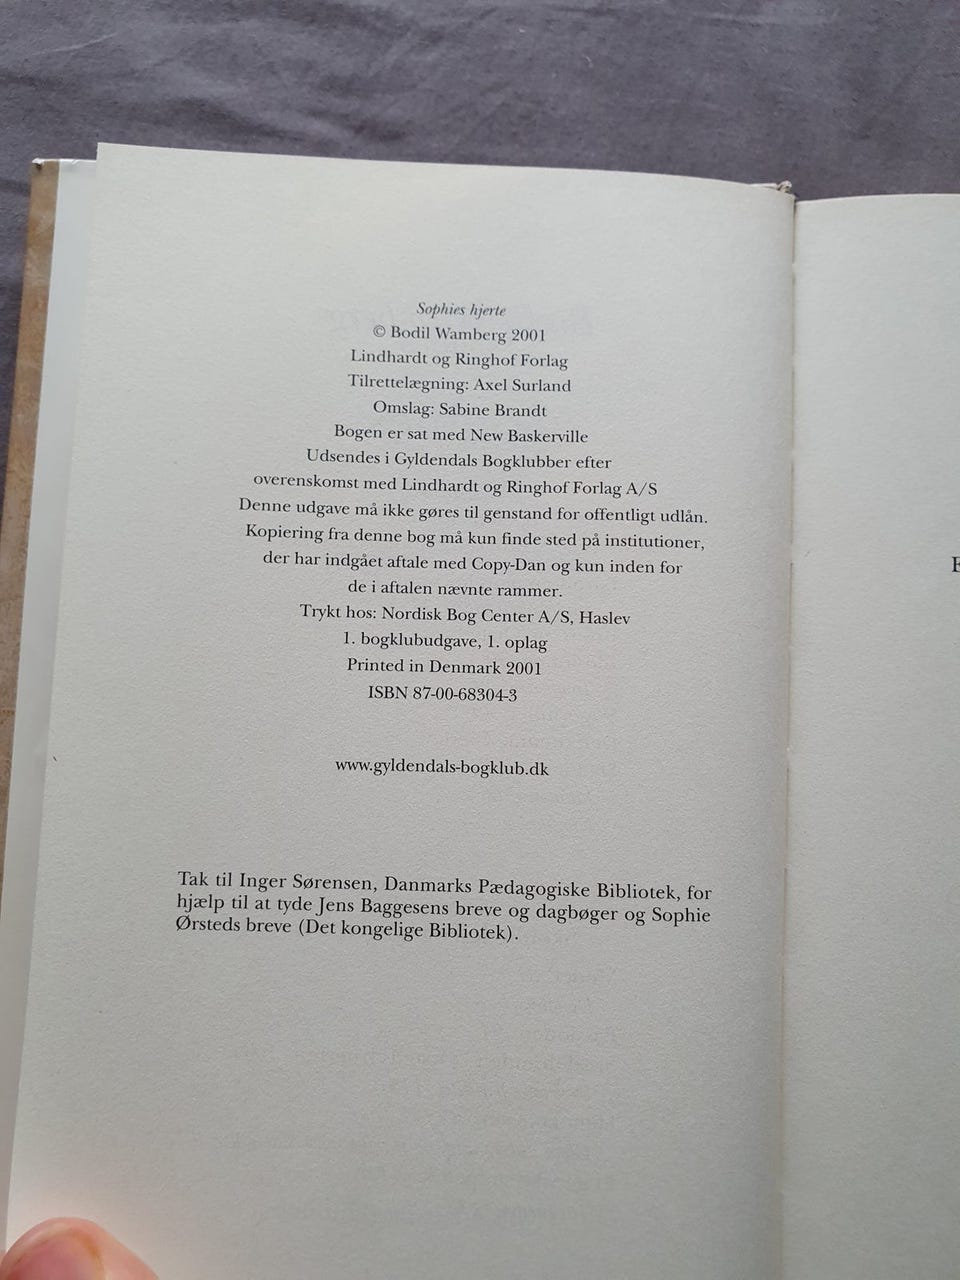 Sophies hjerte
© Bodil Wamberg 2001
Lindhardt og Ringhof Forlag
Tilrettelægning: Axel Surland
Omslag: Sabine Brandt
Bogen er sat med New Baskerville
Udsendes i Gyldendals Bogklubber efter
overenskomst med Lindhardt og Ringhof Forlag A/S
Denne udgave må ikke gøres til genstand for offentligt udlån.
Kopiering fra denne bog må kun finde sted på institutioner,
der har indgået aftale med Copy-Dan og kun inden for
de i aftalen nævnte rammer.
Trykt hos: Nordisk Bog Center A/S, Haslev
1. bogklubudgave, 1. oplag
Printed in Denmark 2001
ISBN 87-00-68304-3
www.gyldendals-bogklub.dk
Tak til Inger Sørensen, Danmarks Pædagogiske Bibliotek, for
hjælp til at tyde Jens Baggesens breve og dagbøger og Sophie
Ørsteds breve (Det kongelige Bibliotek).